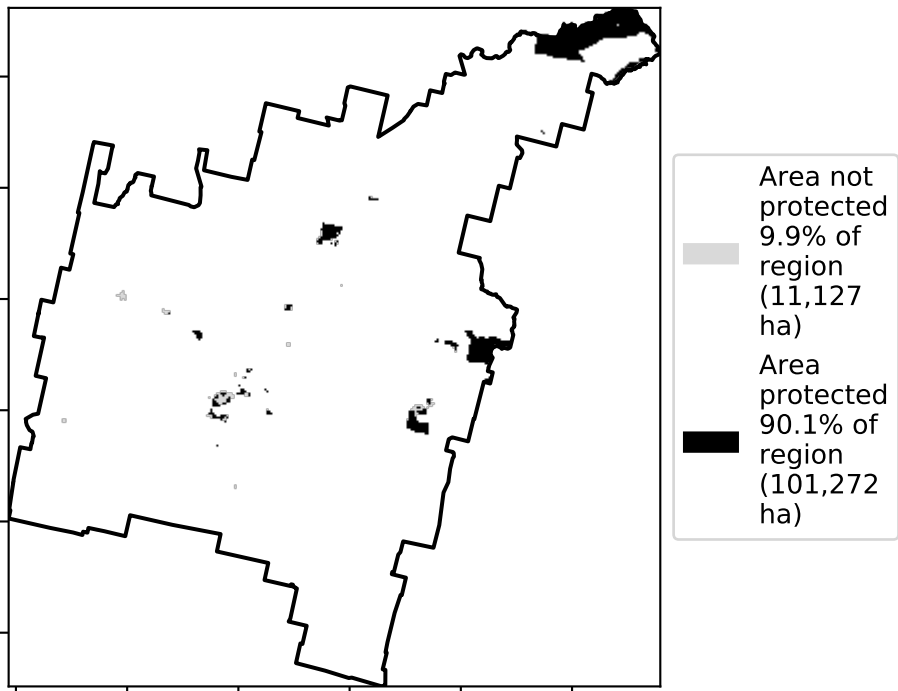 Area not
protected
9.9% of
region
(11,127
ha)
Area
protected
90.1% of
region
(101,272
ha)